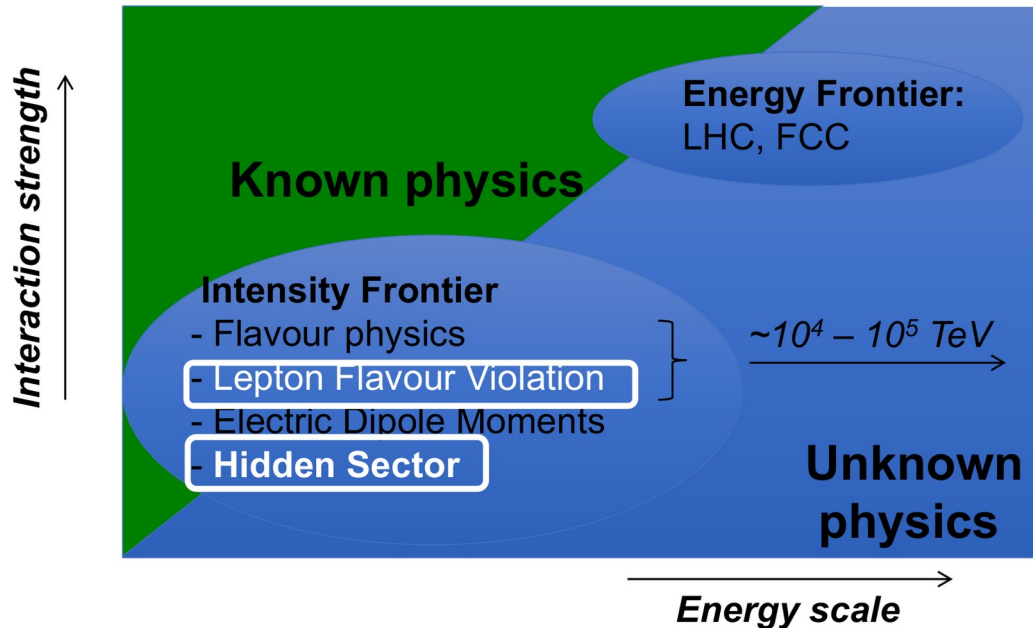 Interaction strength
Energy Frontier:
LHC, FCC
Known physics
Intensity Frontier
- Flavour physics
- Lepton Flavour Violation
- Electric Dipole Moments
- Hidden Sector
~10⁴ – 10⁵ TeV
Unknown
physics
Energy scale